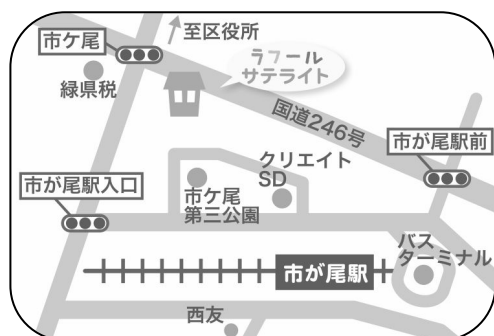 市ケ尾
至区役所
ラフール
サテライト
緑県税
国道246号
市が尾駅前
クリエイト
SD
市が尾駅入口
市ケ尾
第三公園
バス
ターミナル
市が尾駅
西友